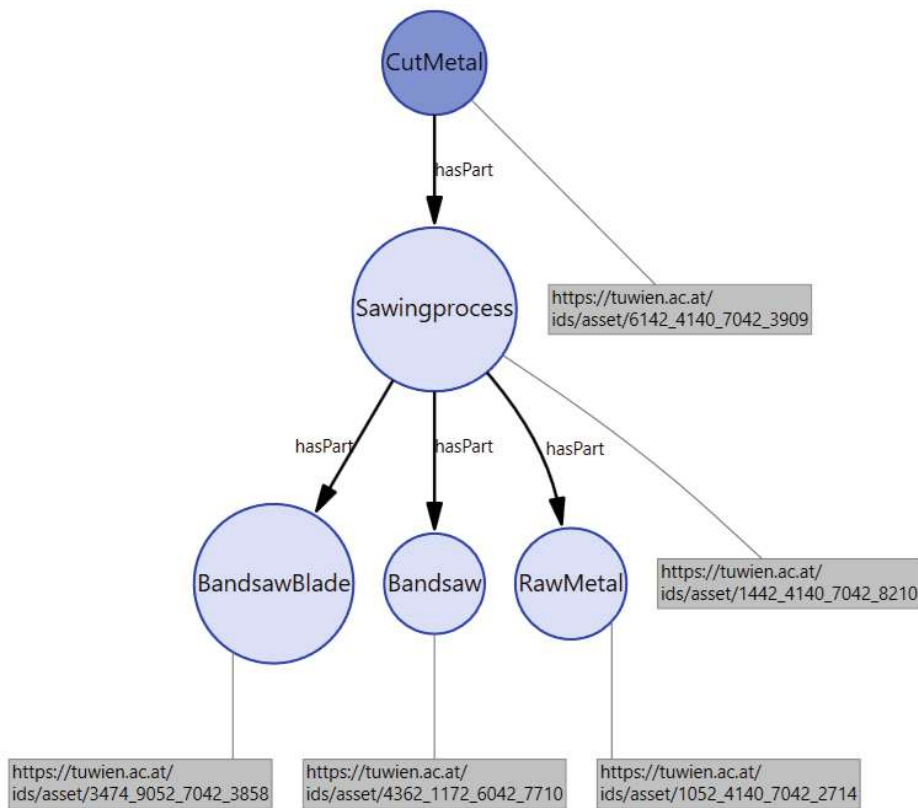 CutMetal
hasPart
Sawingprocess
https://tuwien.ac.at/
ids/asset/6142_4140_7042_3909
hasPart
hasPart
hasPart
BandsawBlade
Bandsaw
RawMetal
https://tuwien.ac.at/
ids/asset/1442_4140_7042_8210
https://tuwien.ac.at/
ids/asset/3474_9052_7042_3858
https://tuwien.ac.at/
ids/asset/4362_1172_6042_7710
https://tuwien.ac.at/
ids/asset/1052_4140_7042_2714